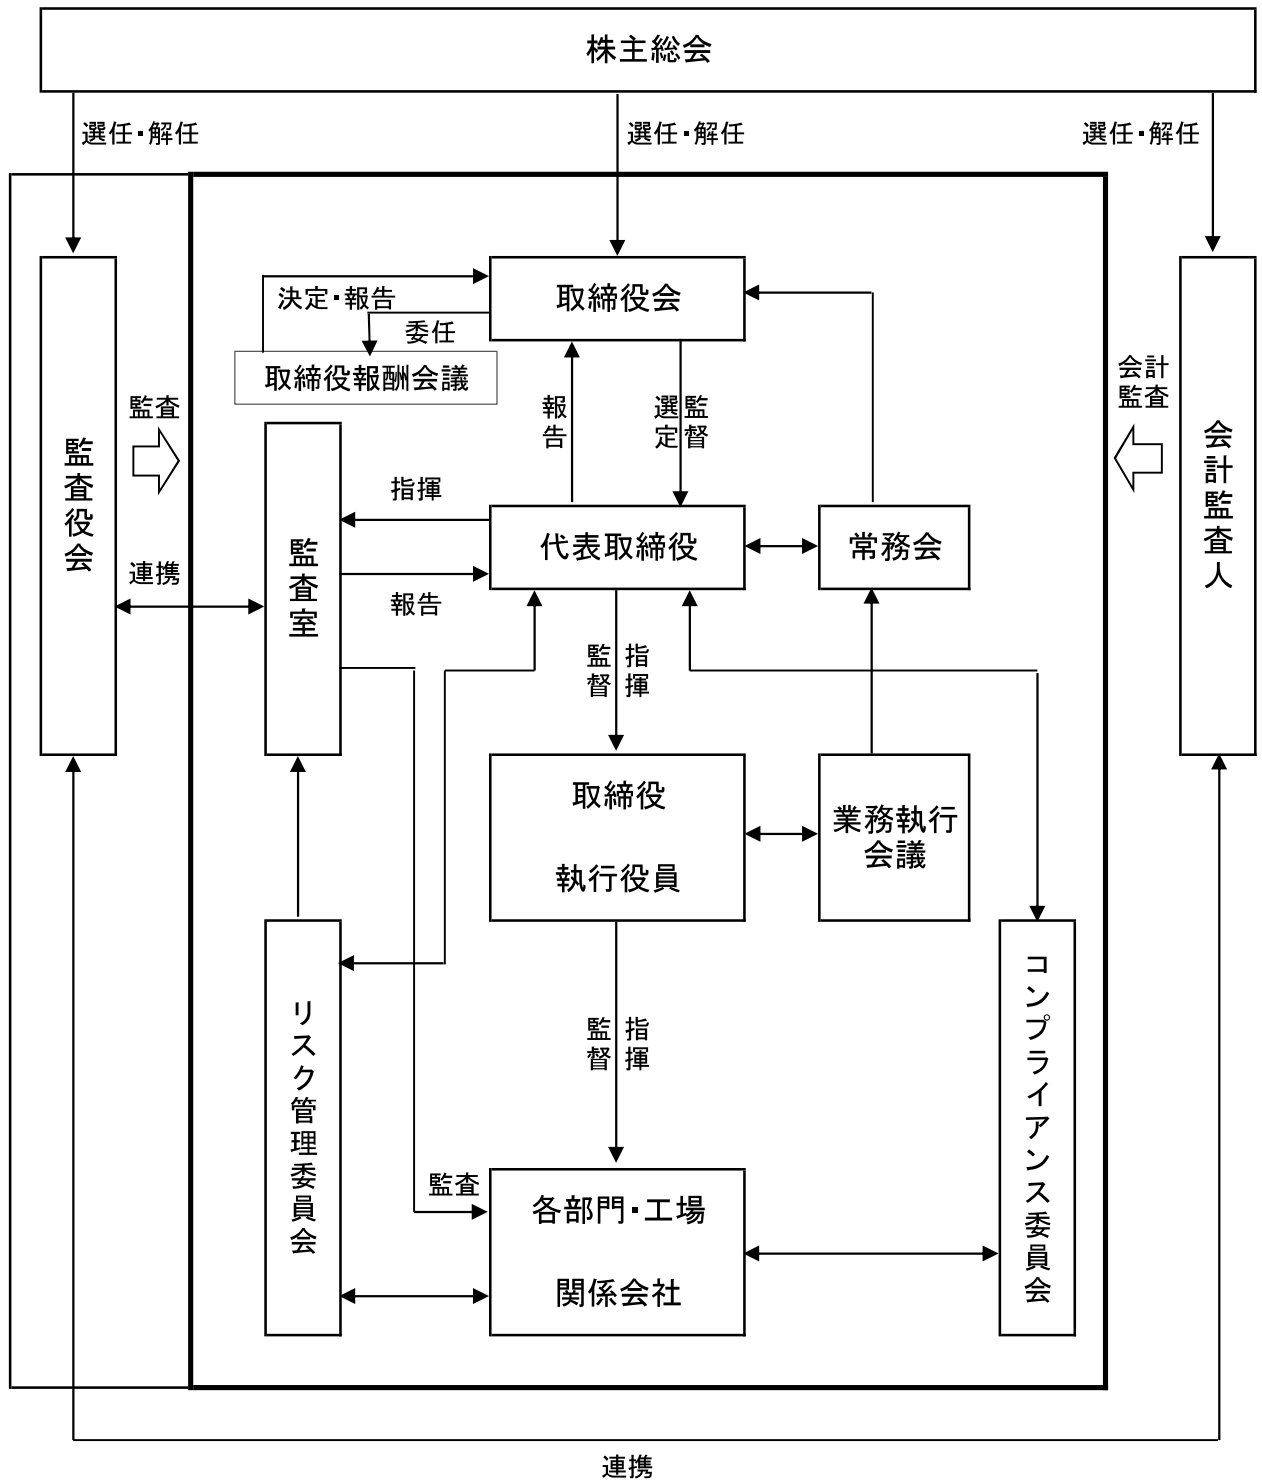 株主総会
選任・解任
選任・解任
選任・解任
取締役会
決定・報告
委任
取締役報酬会議
監査
会計
監査
報告
選定
監督
監査役会
会計監査人
指揮
代表取締役
常務会
監査室
連携
報告
監督
指揮
取締役
執行役員
業務執行
会議
リスク管理委員会
コンプライアンス委員会
監督
指揮
監査
各部門・工場
関係会社
連携